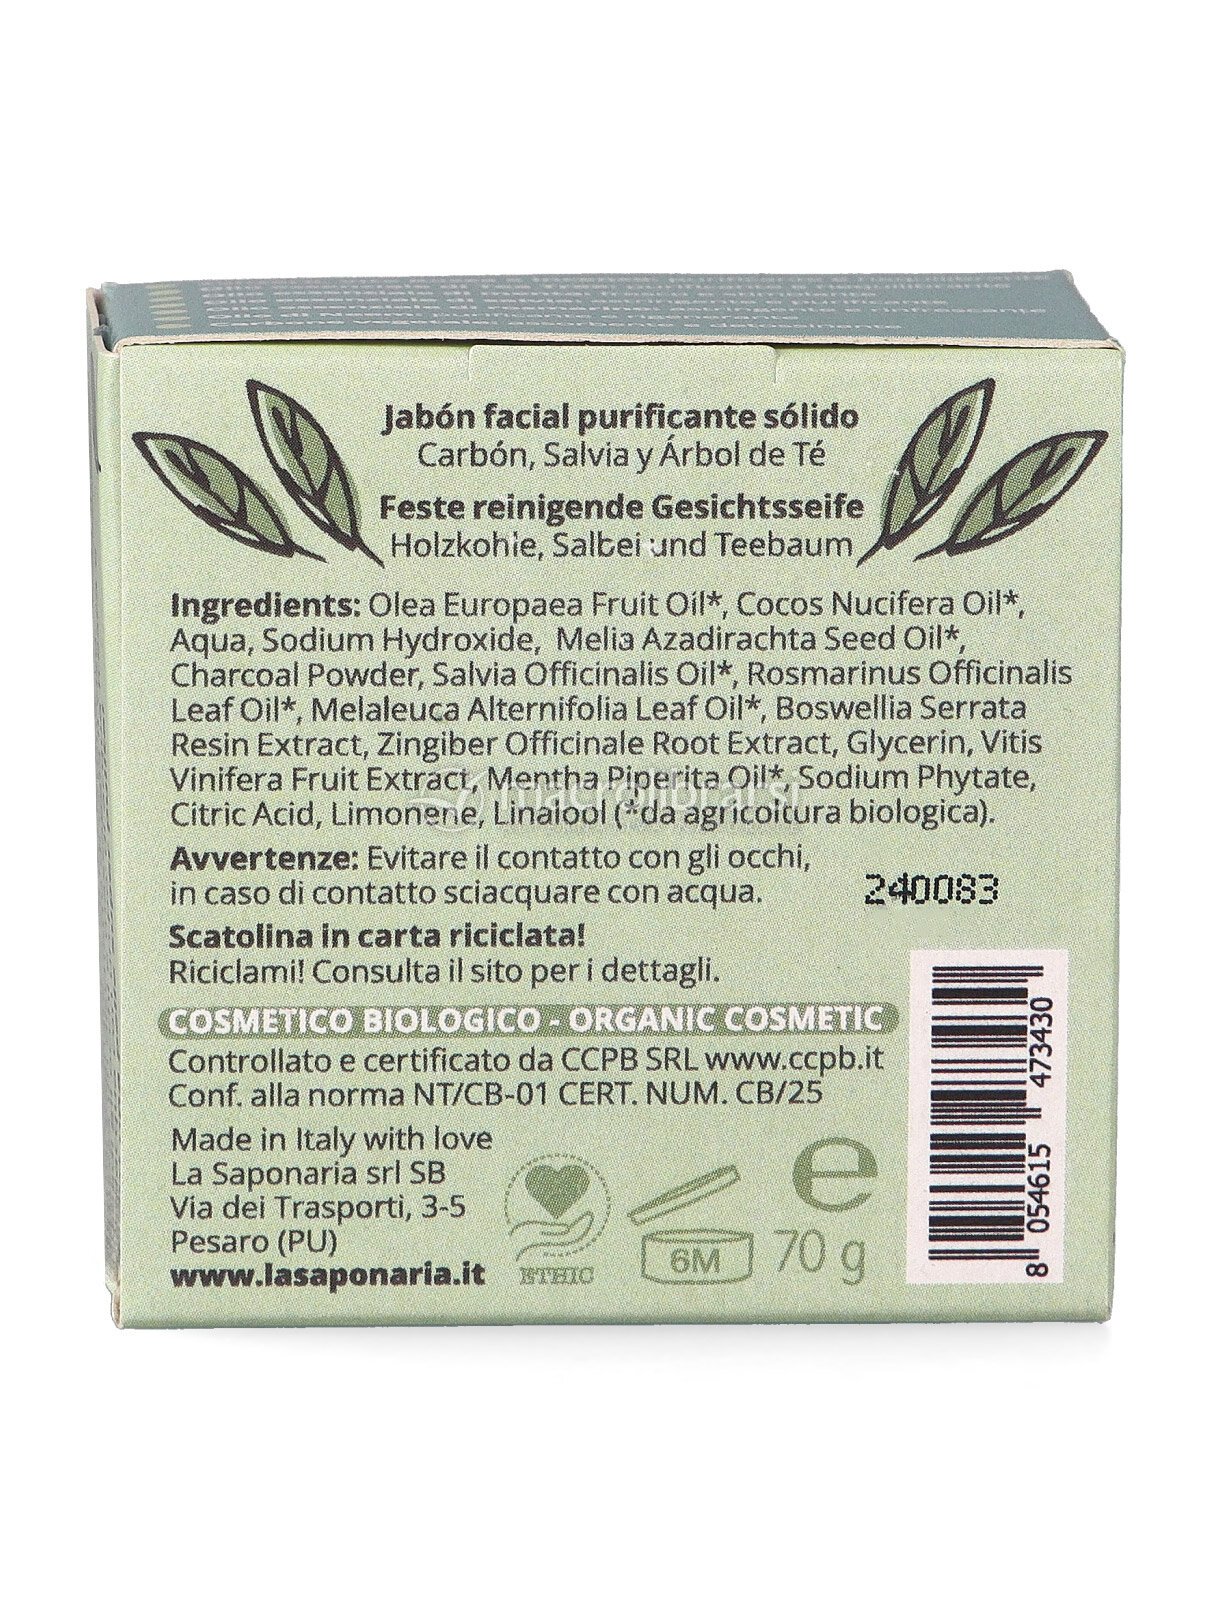 Jabón facial purificante sólido
Carbón, Salvia y Árbol de Té
Feste reinigende Gesichtsseife
Holzkohle, Salbei und Teebaum
Ingredients: Olea Europaea Fruit Oil*, Cocos Nucifera Oil*,
Aqua, Sodium Hydroxide, Melia Azadirachta Seed Oil*,
Charcoal Powder, Salvia Officinalis Oil*, Rosmarinus Officinalis
Leaf Oil*, Melaleuca Alternifolia Leaf Oil*, Boswellia Serrata
Resin Extract, Zingiber Officinale Root Extract, Glycerin, Vitis
Vinifera Fruit Extract, Mentha Piperita Oil*, Sodium Phytate,
Citric Acid, Limonene, Linalool (*da agricoltura biologica).
macrolibrarsi
Avvertenze: Evitare il contatto con gli occhi,
in caso di contatto sciacquare con acqua.
240083
Scatolina in carta riciclata!
Riciclami! Consulta il sito per i dettagli.
COSMETICO BIOLOGICO - ORGANIC COSMETIC
Controllato e certificato da CCPB SRL www.ccpb.it
Conf. alla norma NT/CB-01 CERT. NUM. CB/25
Made in Italy with love
La Saponaria srl SB
Via dei Trasporti, 3-5
Pesaro (PU)
www.lasaponaria.it
ETHIC
6M
e
70 g
8 054615 473430